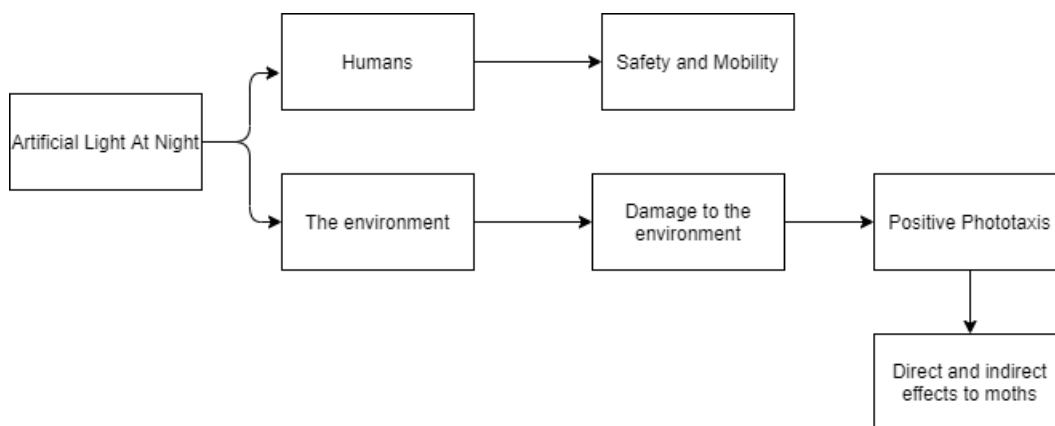 Humans
Safety and Mobility
Artificial Light At Night
The environment
Damage to the
environment
Positive Phototaxis
Direct and indirect
effects to moths